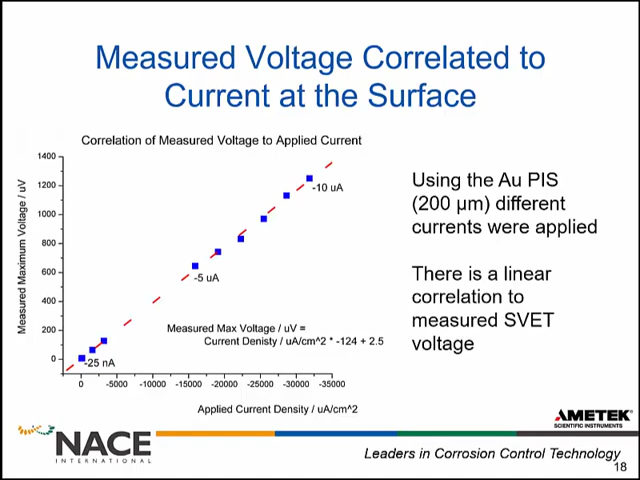 Measured Voltage Correlated to
Current at the Surface
Correlation of Measured Voltage to Applied Current
Measured Maximum Voltage / uV
1400
1200
1000
800
600
400
200
0
-10 uA
-5 uA
-25 nA
Measured Max Voltage / uV =
Current Denisty / uA/cm^2 * -124 + 2.5
0 -5000 -10000 -15000 -20000 -25000 -30000 -35000
Applied Current Density / uA/cm^2
Using the Au PIS
(200 µm) different
currents were applied
There is a linear
correlation to
measured SVET
voltage
AMETEK
SCIENTIFIC INSTRUMENTS
NACE
INTERNATIONAL
Leaders in Corrosion Control Technology
18